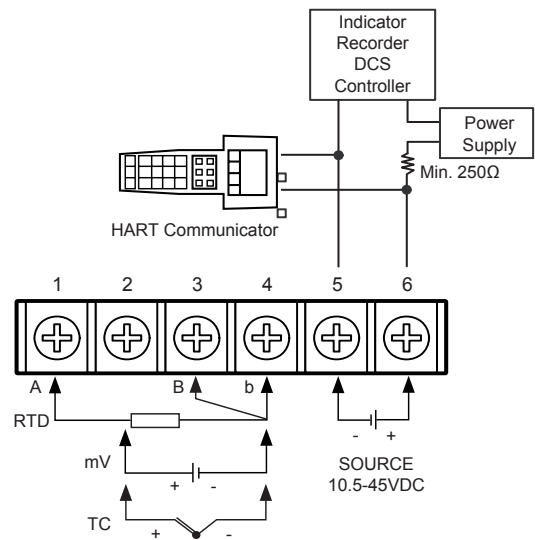 Indicator
Recorder
DCS
Controller
Power
Supply
Min. 250Ω
HART Communicator
1 2 3 4 5 6
A B b
RTD
- +
mV
+ -
SOURCE
10.5-45VDC
TC
+ -